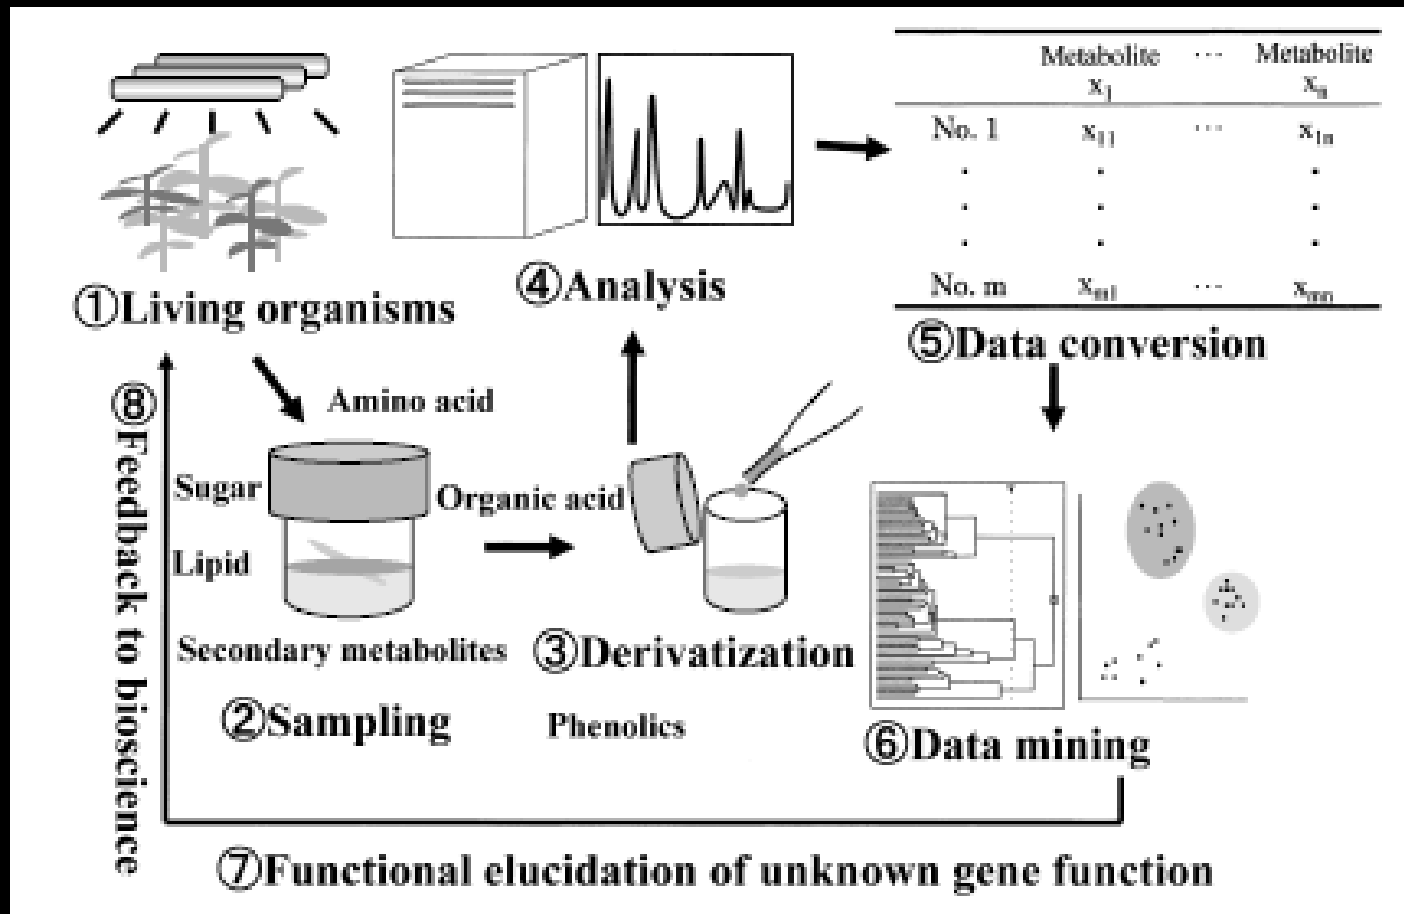 Metabolite ... Metabolite
x1 xn
No. 1 x11 ... x1n
No. m xm1 ... xmn
①Living organisms
④Analysis
⑤Data conversion
Amino acid
Sugar
Organic acid
Lipid
Secondary metabolites
③Derivatization
②Sampling
Phenolics
⑥Data mining
⑧Feedback to bioscience
⑦Functional elucidation of unknown gene function